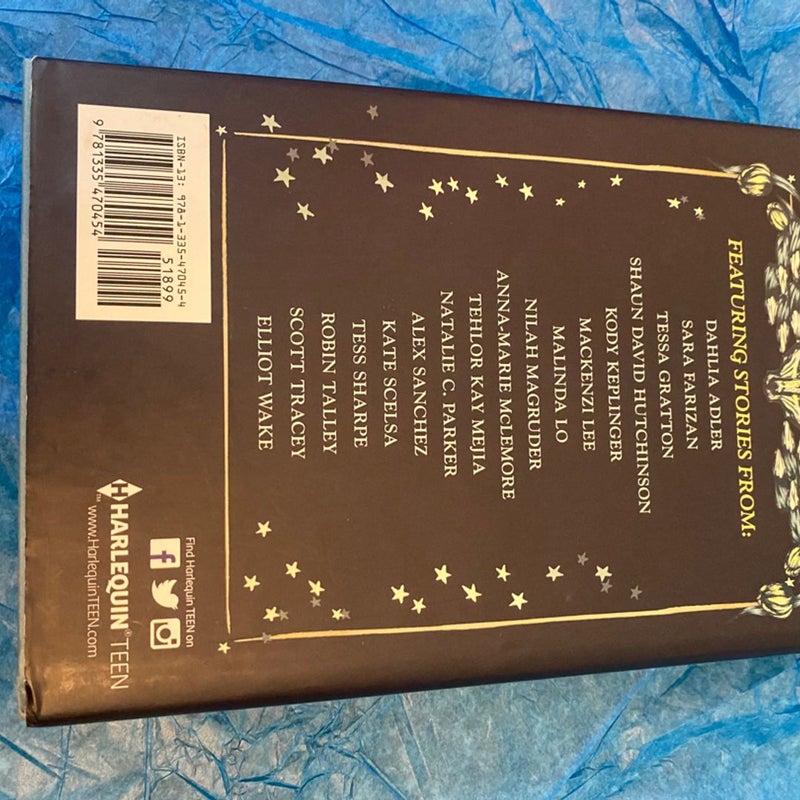 FEATURING STORIES FROM:
DAHLIA ADLER
SARA FARIZAN
TESSA GRATTON
SHAUN DAVID HUTCHINSON
KODY KEPLINGER
MACKENZI LEE
MALINDA LO
NILAH MAGRUDER
ANNA-MARIE McLEMORE
TEHLOR KAY MEJIA
NATALIE C. PARKER
ALEX SANCHEZ
KATE SCELSA
TESS SHARPE
ROBIN TALLEY
SCOTT TRACEY
ELLIOT WAKE
ISBN-13: 978-1-335-47045-4
51899
9 781335 470454
Find Harlequin TEEN on
HARLEQUIN® TEEN
™ www.HarlequinTEEN.com